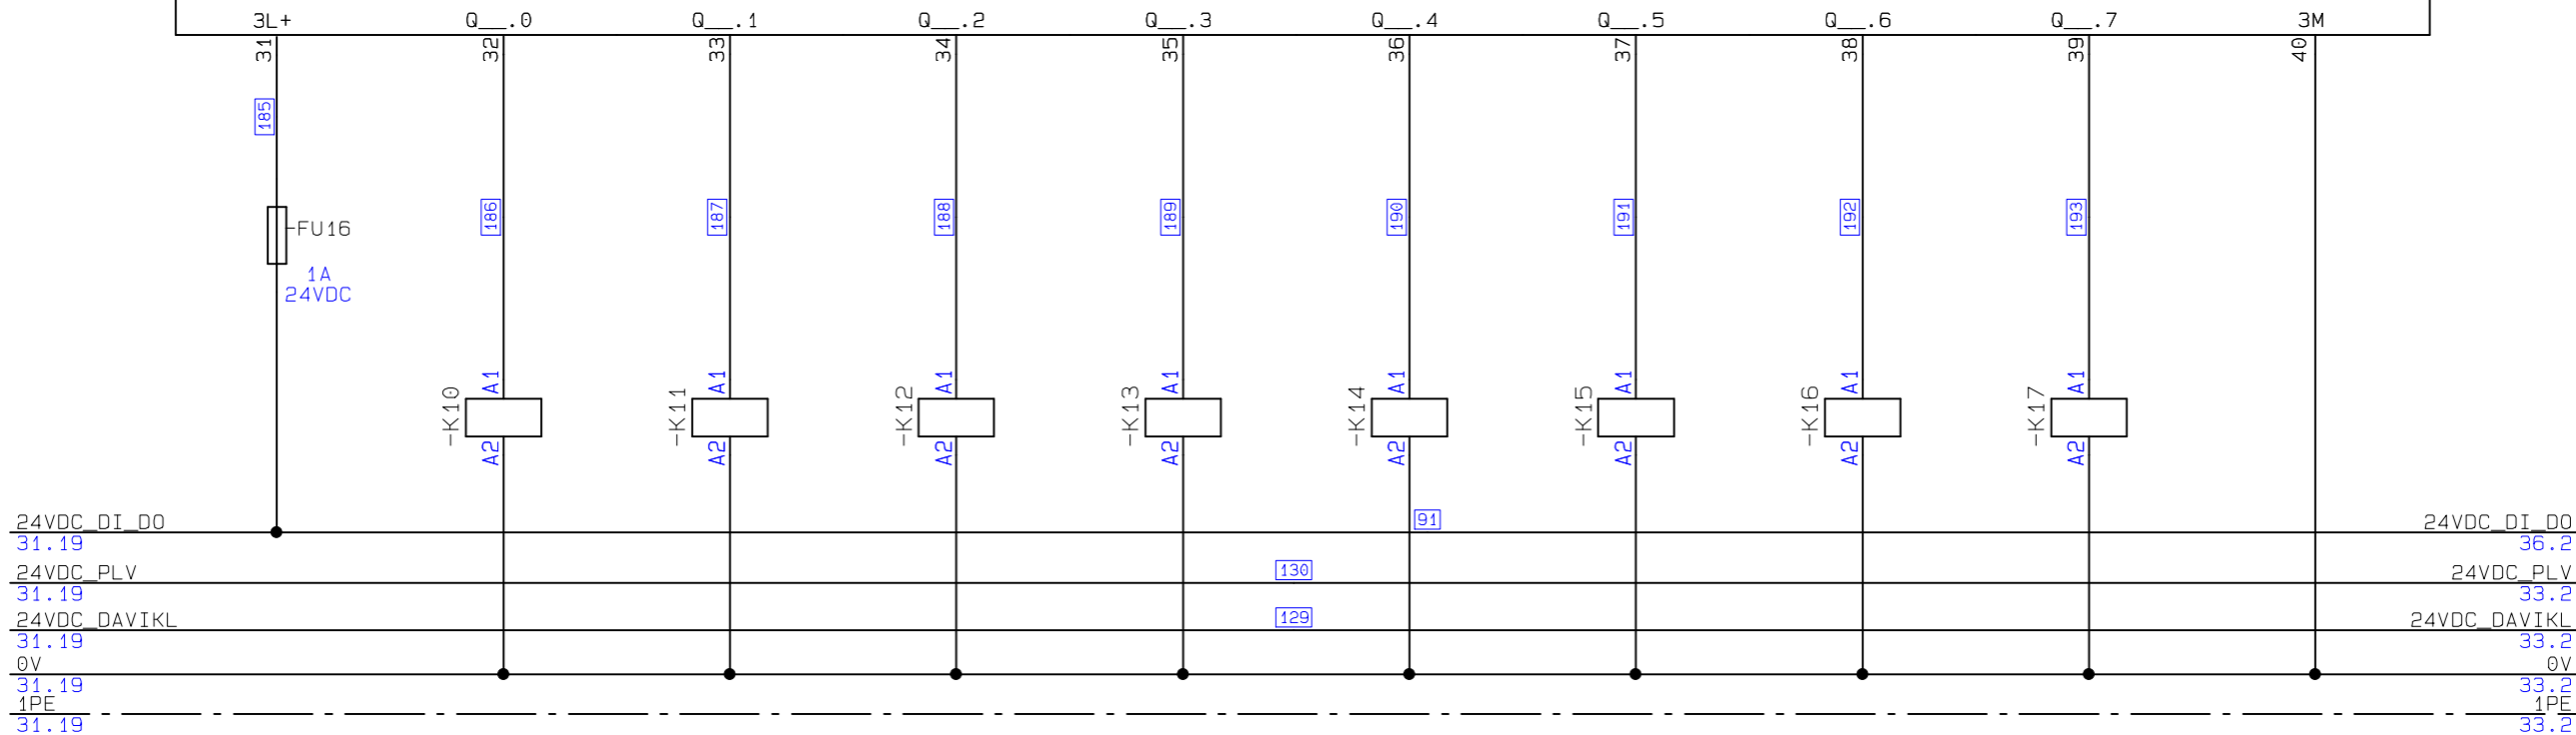 3L+ Q__.0 Q__.1 Q__.2 Q__.3 Q__.4 Q__.5 Q__.6 Q__.7 3M
31 32 33 34 35 36 37 38 39 40
185
186 187 188 189 190 191 192 193
-FU16
1A
24VDC
A1 A1 A1 A1 A1 A1 A1 A1
-K10 -K11 -K12 -K13 -K14 -K15 -K16 -K17
A2 A2 A2 A2 A2 A2 A2 A2
24VDC_DI_DO 91 24VDC_DI_DO
31.19 36.2
24VDC_PLV 130 24VDC_PLV
31.19 33.2
24VDC_DAVIKL 129 24VDC_DAVIKL
31.19 33.2
0V 0V
31.19 33.2
1PE 1PE
31.19 33.2